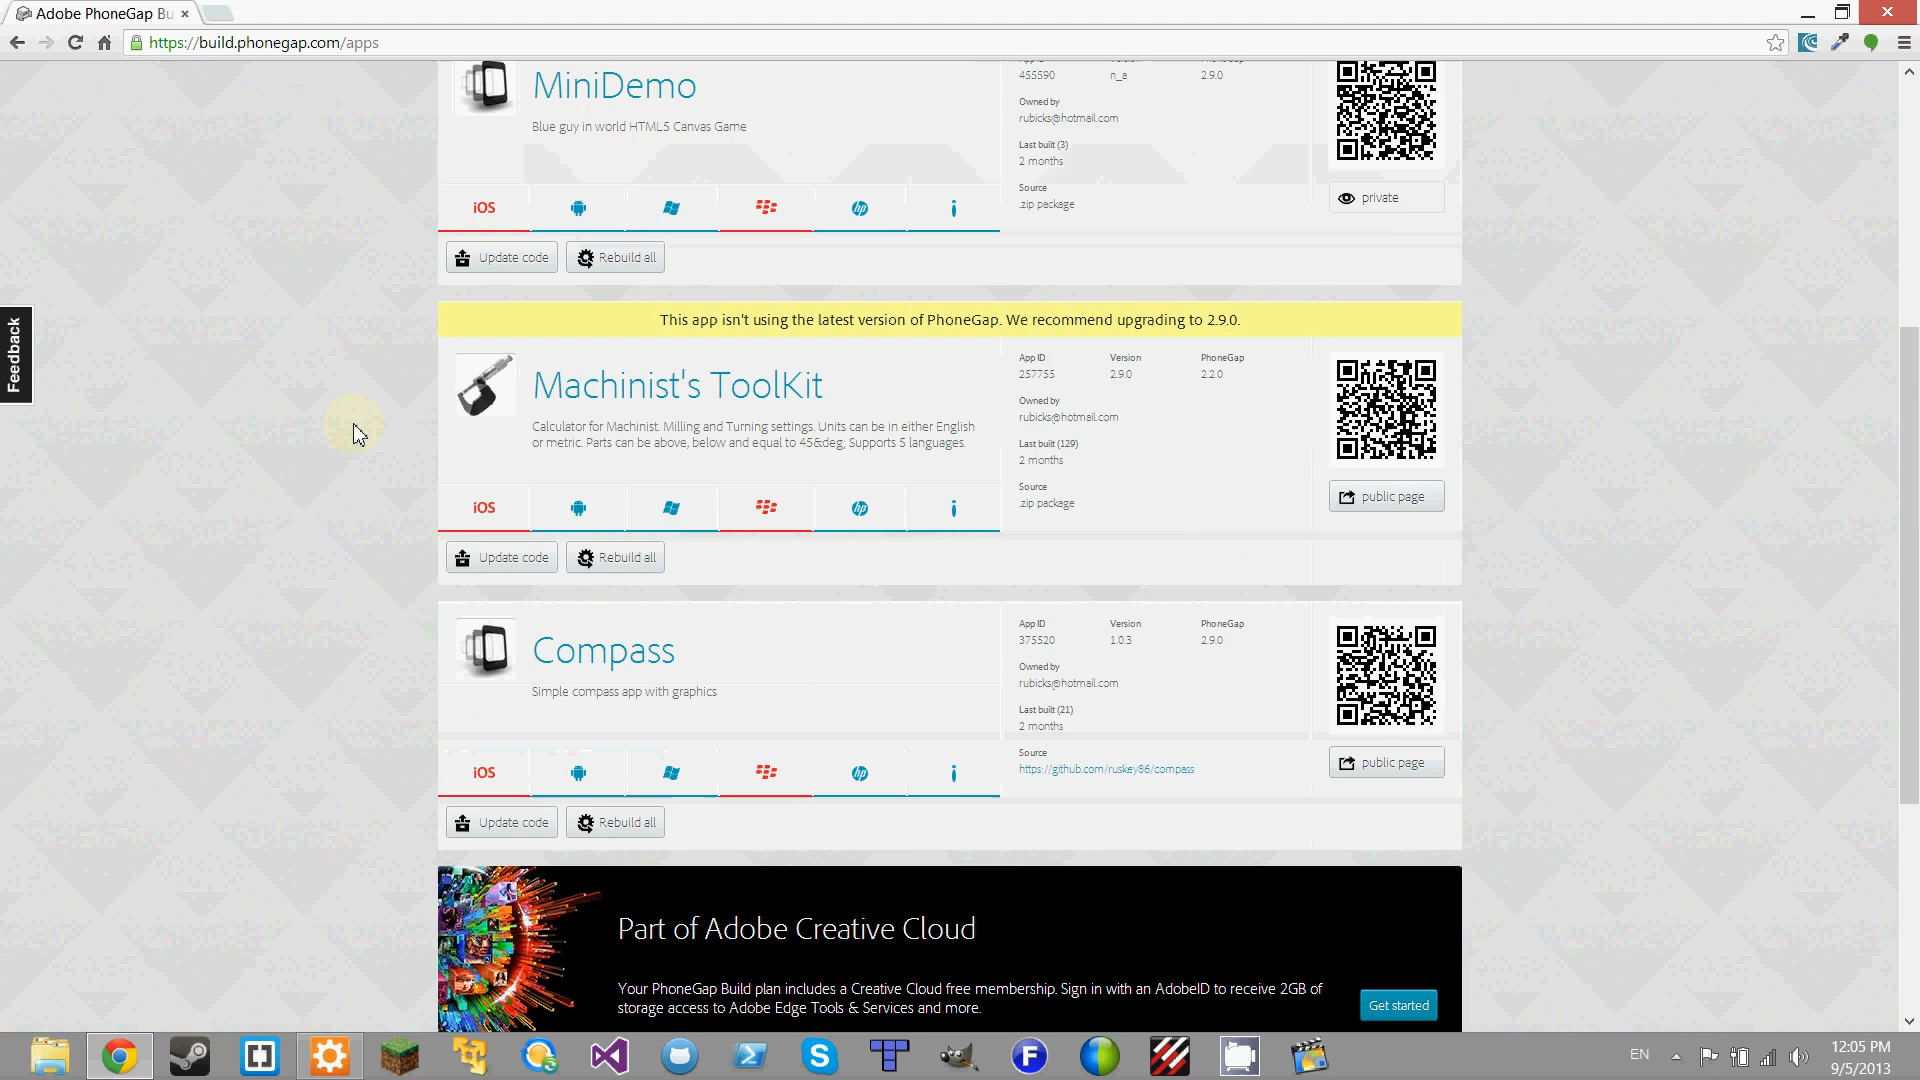 Adobe PhoneGap Bu
https://build.phonegap.com/apps
MiniDemo
Blue guy in world HTML5 Canvas Game
455590
n_a
2.9.0
Owned by
rubicks@hotmail.com
Last built (3)
2 months
Source
.zip package
private
iOS
Update code
Rebuild all
Feedback
This app isn't using the latest version of PhoneGap. We recommend upgrading to 2.9.0.
Machinist's ToolKit
Calculator for Machinist. Milling and Turning settings. Units can be in either English
or metric. Parts can be above, below and equal to 45&deg; Supports 5 languages.
App ID
Version
PhoneGap
257755
2.9.0
2.2.0
Owned by
rubicks@hotmail.com
Last built (129)
2 months
Source
.zip package
public page
iOS
Update code
Rebuild all
Compass
Simple compass app with graphics
App ID
Version
PhoneGap
375520
1.0.3
2.9.0
Owned by
rubicks@hotmail.com
Last built (21)
2 months
Source
https://github.com/ruskey86/compass
public page
iOS
Update code
Rebuild all
Part of Adobe Creative Cloud
Your PhoneGap Build plan includes a Creative Cloud free membership. Sign in with an AdobeID to receive 2GB of
storage access to Adobe Edge Tools & Services and more.
Get started
EN
12:05 PM
9/5/2013